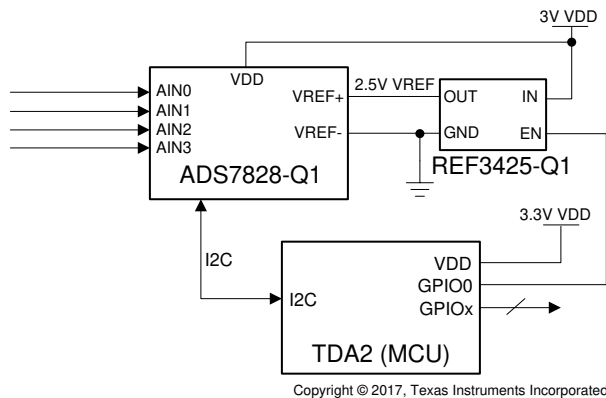 3V VDD
VDD
AIN0
AIN1
AIN2
AIN3
VREF+
VREF-
ADS7828-Q1
2.5V VREF
OUT
IN
GND
EN
REF3425-Q1
3.3V VDD
I2C
I2C
VDD
GPIO0
GPIOx
TDA2 (MCU)
Copyright © 2017, Texas Instruments Incorporated